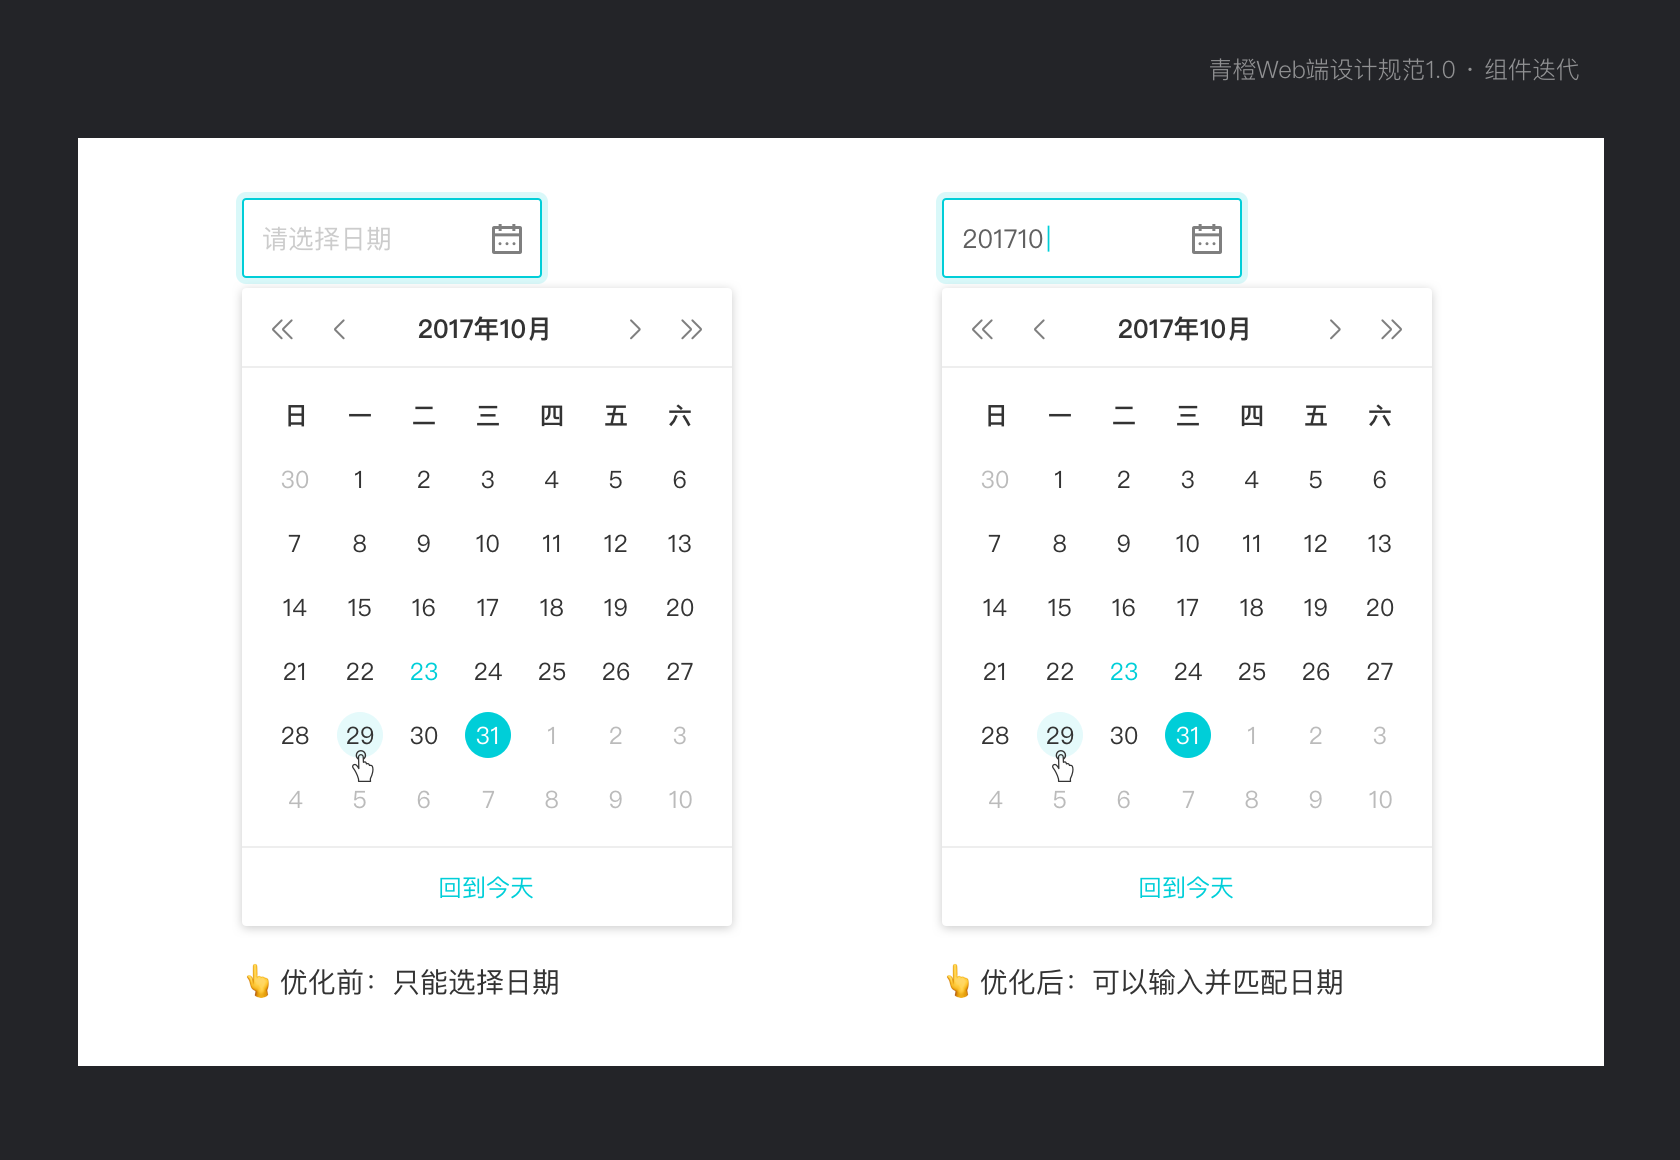 青橙Web端设计规范1.0 · 组件迭代
请选择日期
2017年10月
日 一 二 三 四 五 六
30 1 2 3 4 5 6
7 8 9 10 11 12 13
14 15 16 17 18 19 20
21 22 23 24 25 26 27
28 29 30 31 1 2 3
4 5 6 7 8 9 10
回到今天
👆 优化前：只能选择日期
201710
2017年10月
日 一 二 三 四 五 六
30 1 2 3 4 5 6
7 8 9 10 11 12 13
14 15 16 17 18 19 20
21 22 23 24 25 26 27
28 29 30 31 1 2 3
4 5 6 7 8 9 10
回到今天
👆 优化后：可以输入并匹配日期